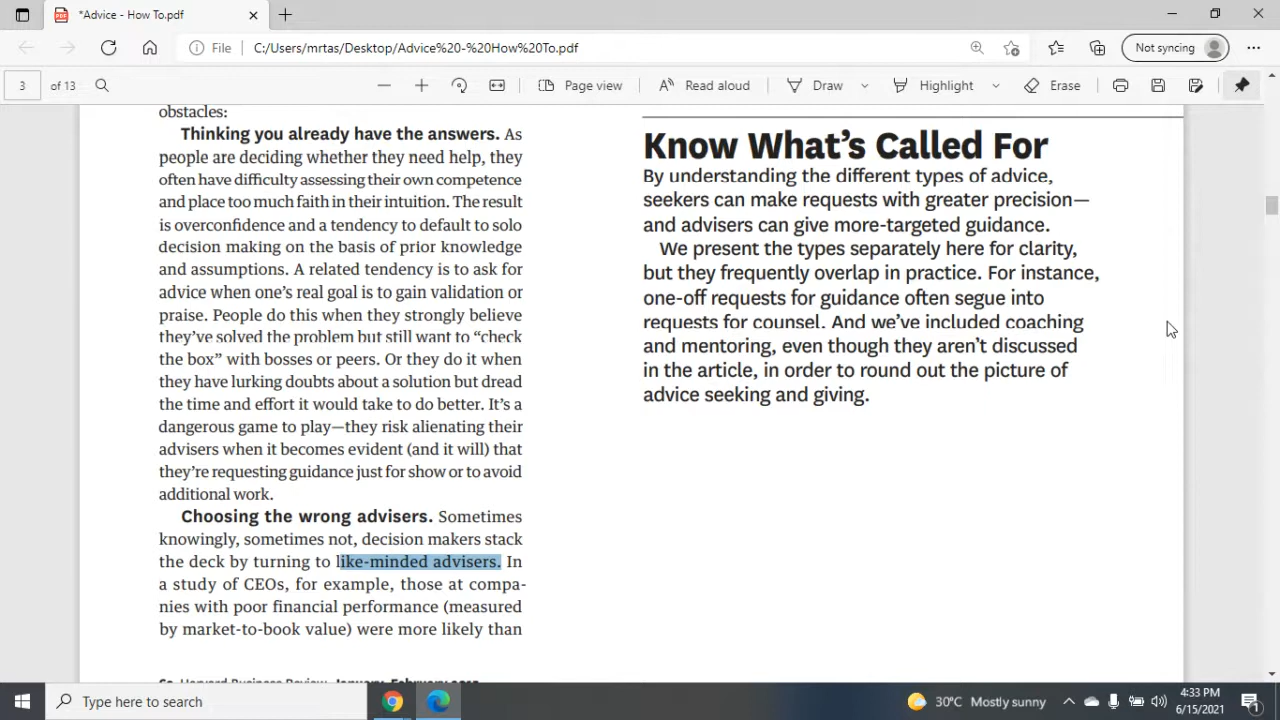 *Advice - How To.pdf
File
C:/Users/mrtas/Desktop/Advice%20-%20How%20To.pdf
Not syncing
3
of 13
Page view
Read aloud
Draw
Highlight
Erase
obstacles:
Thinking you already have the answers. As
people are deciding whether they need help, they
often have difficulty assessing their own competence
and place too much faith in their intuition. The result
is overconfidence and a tendency to default to solo
decision making on the basis of prior knowledge
and assumptions. A related tendency is to ask for
advice when one's real goal is to gain validation or
praise. People do this when they strongly believe
they've solved the problem but still want to “check
the box” with bosses or peers. Or they do it when
they have lurking doubts about a solution but dread
the time and effort it would take to do better. It's a
dangerous game to play—they risk alienating their
advisers when it becomes evident (and it will) that
they're requesting guidance just for show or to avoid
additional work.
Choosing the wrong advisers. Sometimes
knowingly, sometimes not, decision makers stack
the deck by turning to like-minded advisers. In
a study of CEOs, for example, those at compa-
nies with poor financial performance (measured
by market-to-book value) were more likely than
Harvard Business Review January-February
Know What's Called For
By understanding the different types of advice,
seekers can make requests with greater precision—
and advisers can give more-targeted guidance.
We present the types separately here for clarity,
but they frequently overlap in practice. For instance,
one-off requests for guidance often segue into
requests for counsel. And we've included coaching
and mentoring, even though they aren't discussed
in the article, in order to round out the picture of
advice seeking and giving.
Type here to search
30°C Mostly sunny
4:33 PM
6/15/2021
1